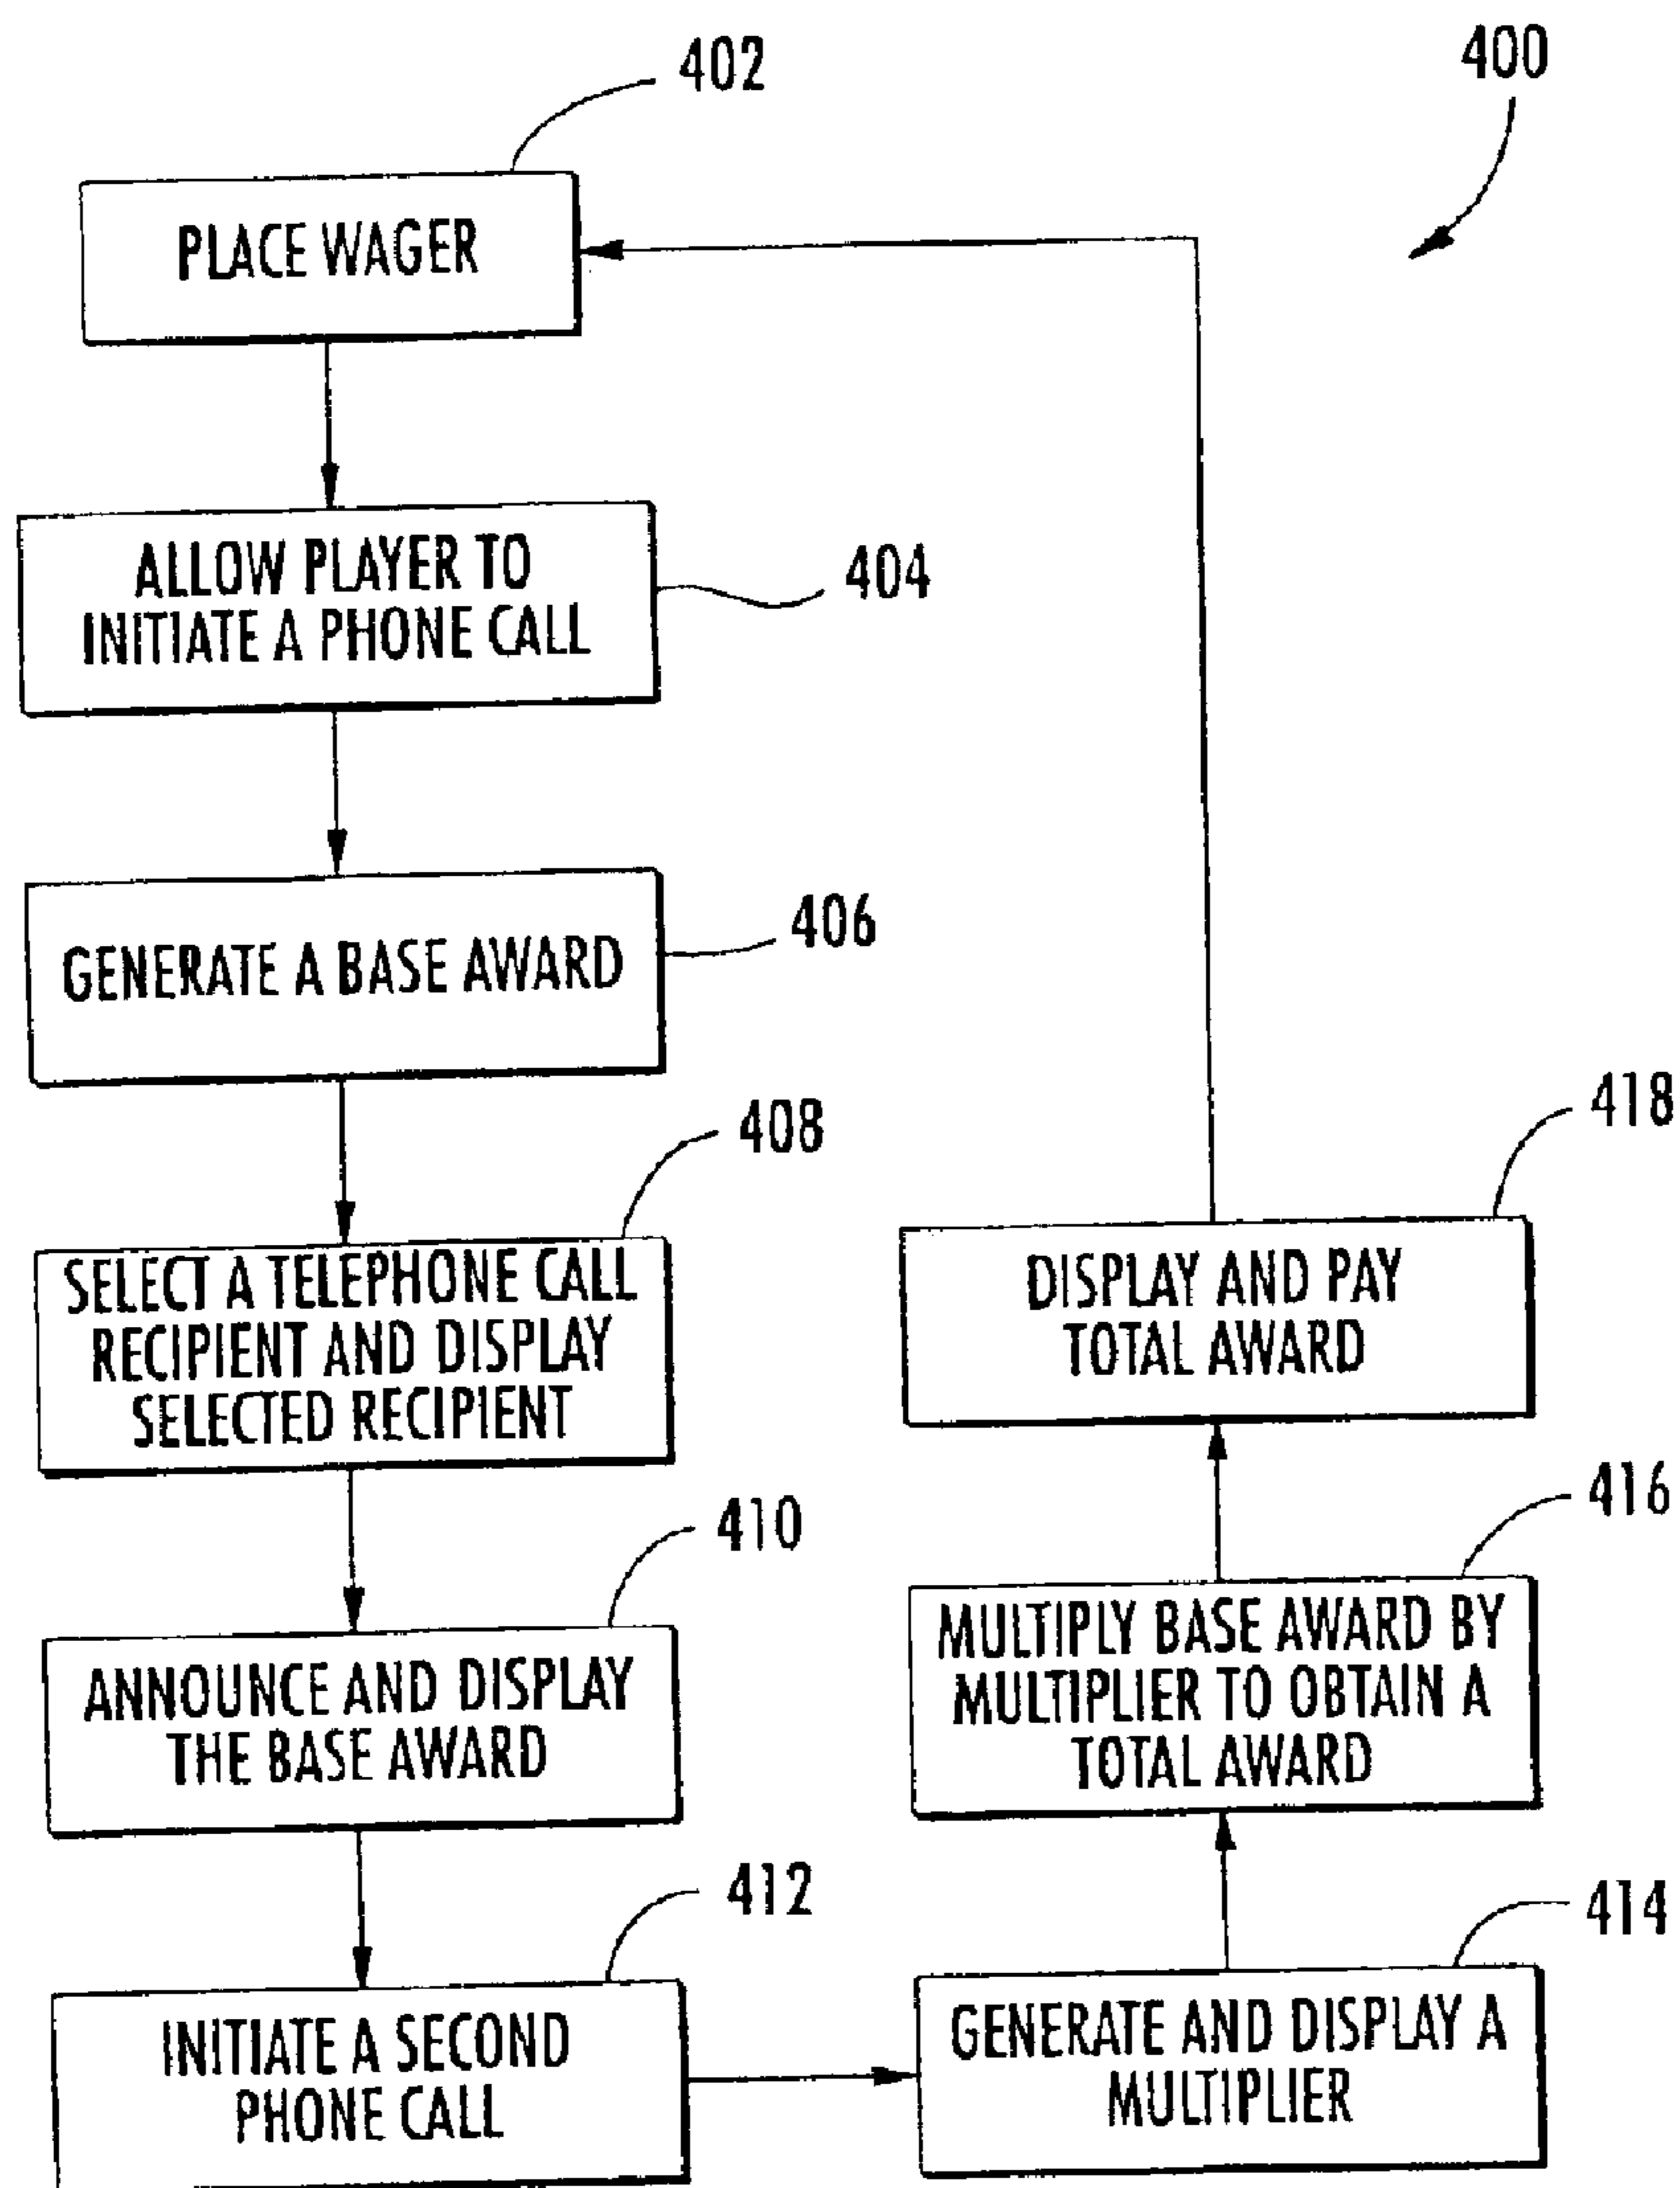 400
402
PLACE WAGER
ALLOW PLAYER TO
INITIATE A PHONE CALL
404
GENERATE A BASE AWARD
406
408
SELECT A TELEPHONE CALL
RECIPIENT AND DISPLAY
SELECTED RECIPIENT
410
ANNOUNCE AND DISPLAY
THE BASE AWARD
412
INITIATE A SECOND
PHONE CALL
414
GENERATE AND DISPLAY A
MULTIPLIER
416
MULTIPLY BASE AWARD BY
MULTIPLIER TO OBTAIN A
TOTAL AWARD
418
DISPLAY AND PAY
TOTAL AWARD